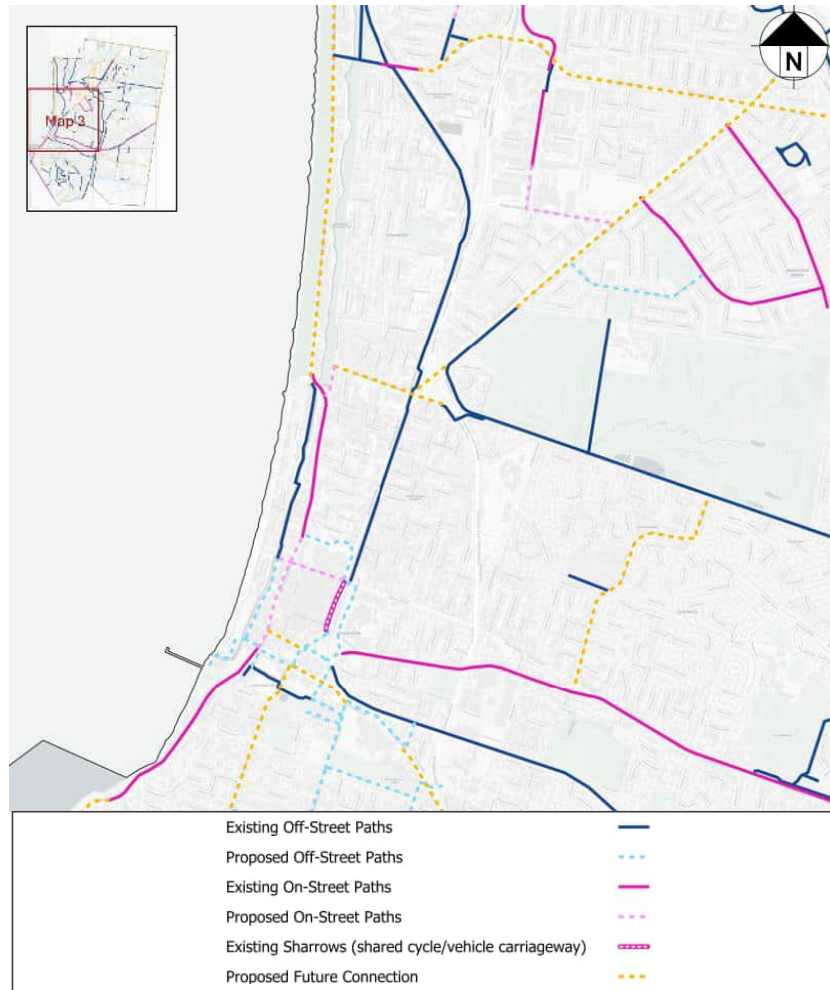 N
Map 3
Existing Off-Street Paths
Proposed Off-Street Paths
Existing On-Street Paths
Proposed On-Street Paths
Existing Sharrows (shared cycle/vehicle carriageway)
Proposed Future Connection